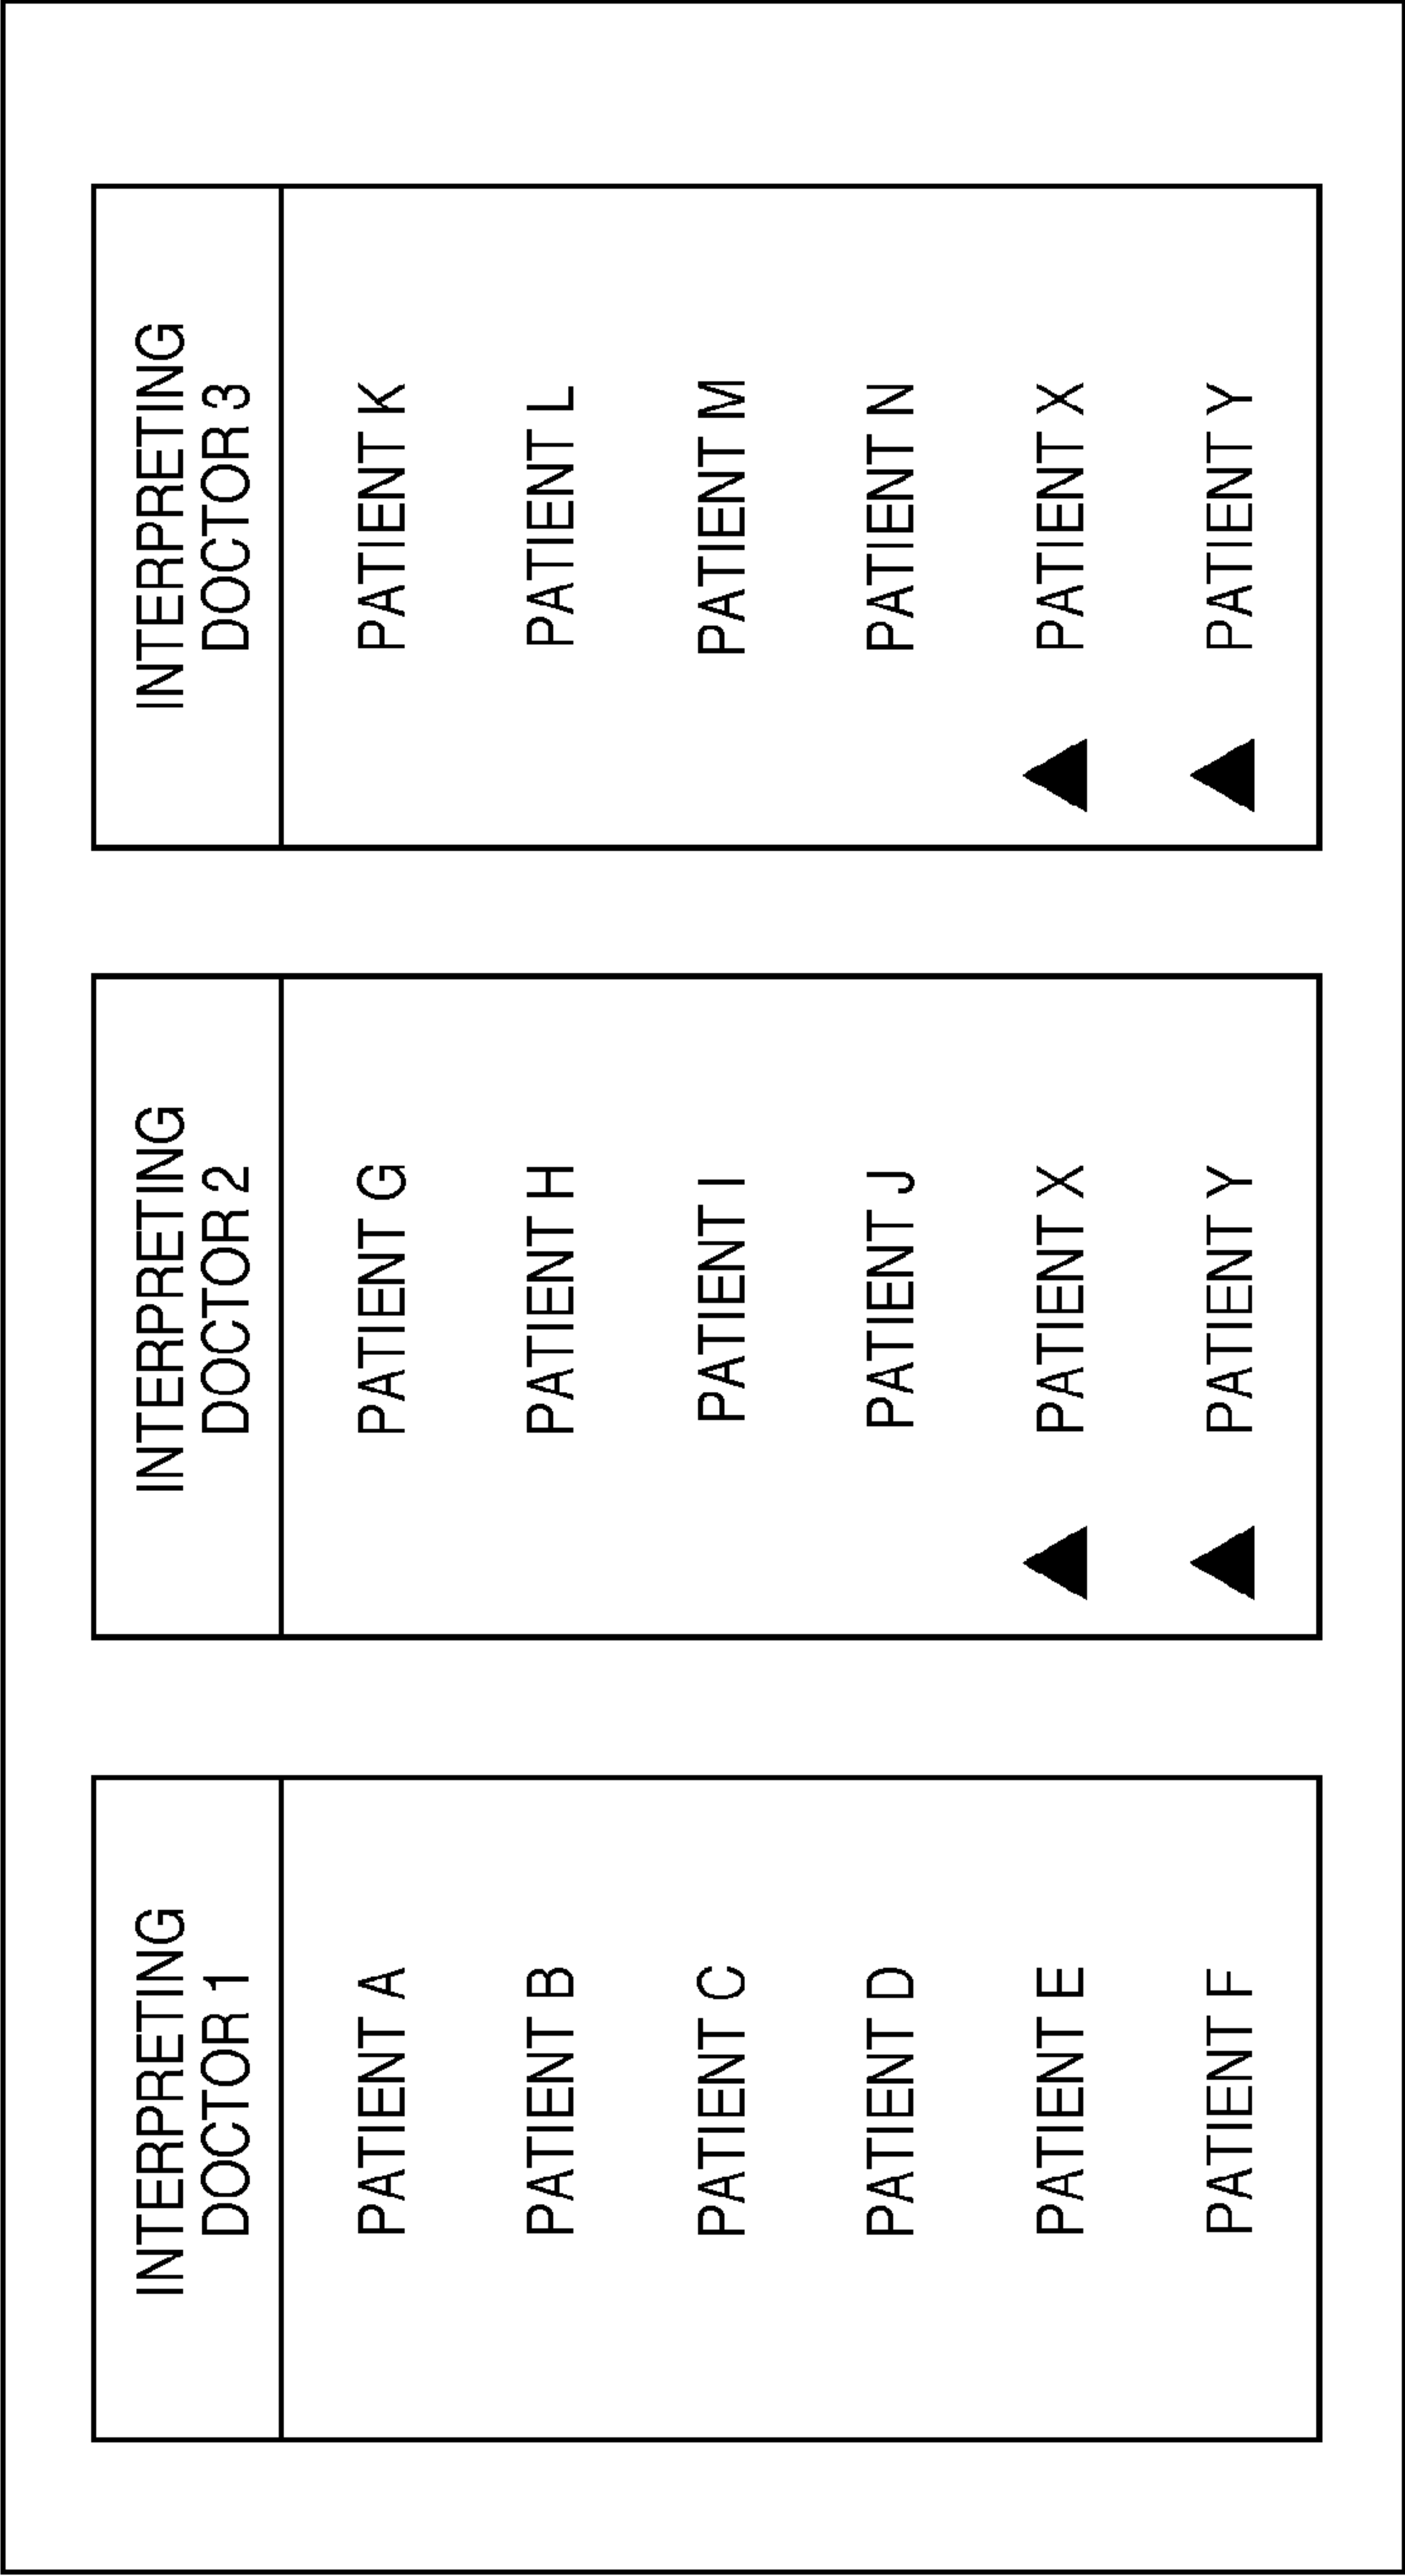 INTERPRETING
DOCTOR 1
PATIENT A
PATIENT B
PATIENT C
PATIENT D
PATIENT E
PATIENT F
INTERPRETING
DOCTOR 2
PATIENT G
PATIENT H
PATIENT I
PATIENT J
▲ PATIENT X
▲ PATIENT Y
INTERPRETING
DOCTOR 3
PATIENT K
PATIENT L
PATIENT M
PATIENT N
▲ PATIENT X
▲ PATIENT Y